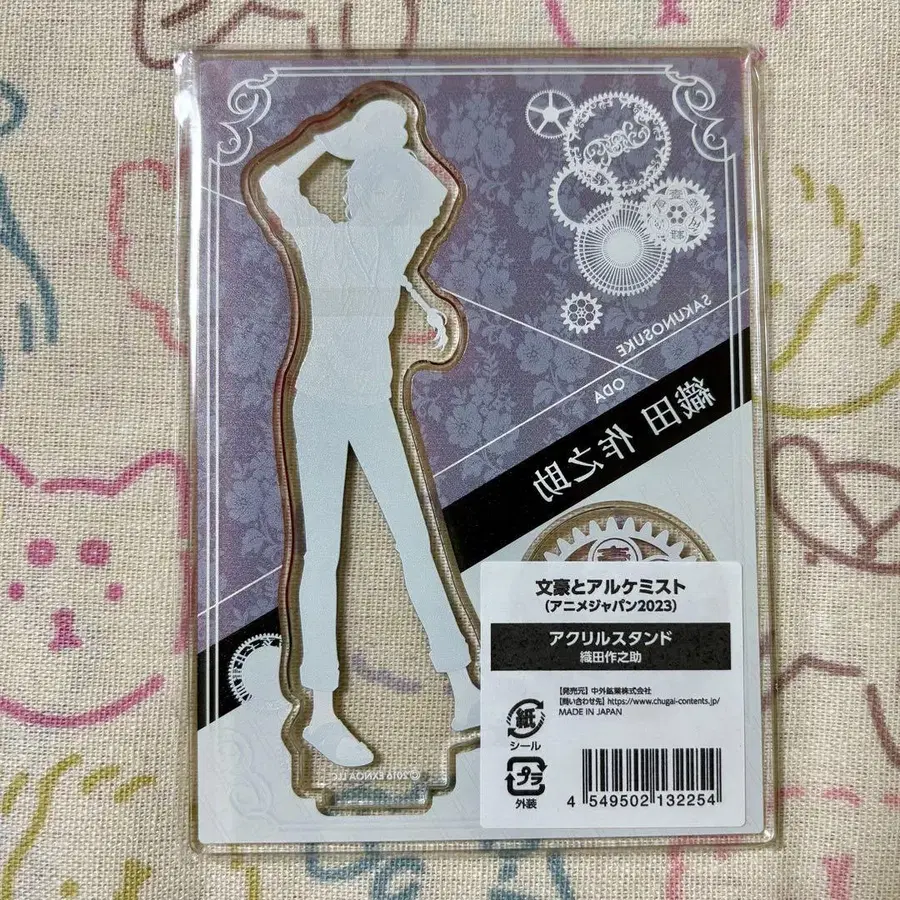 SAKUNOSUKE
ODA
織田 作之助
文豪とアルケミスト
(アニメジャパン2023)
アクリルスタンド
織田作之助
【発売元】中外鉱業株式会社
【問い合わせ先】https://www.chugai-contents.jp/
MADE IN JAPAN
紙
シール
プラ
外装
4 549502 132254
©2016 EXNOA LLC